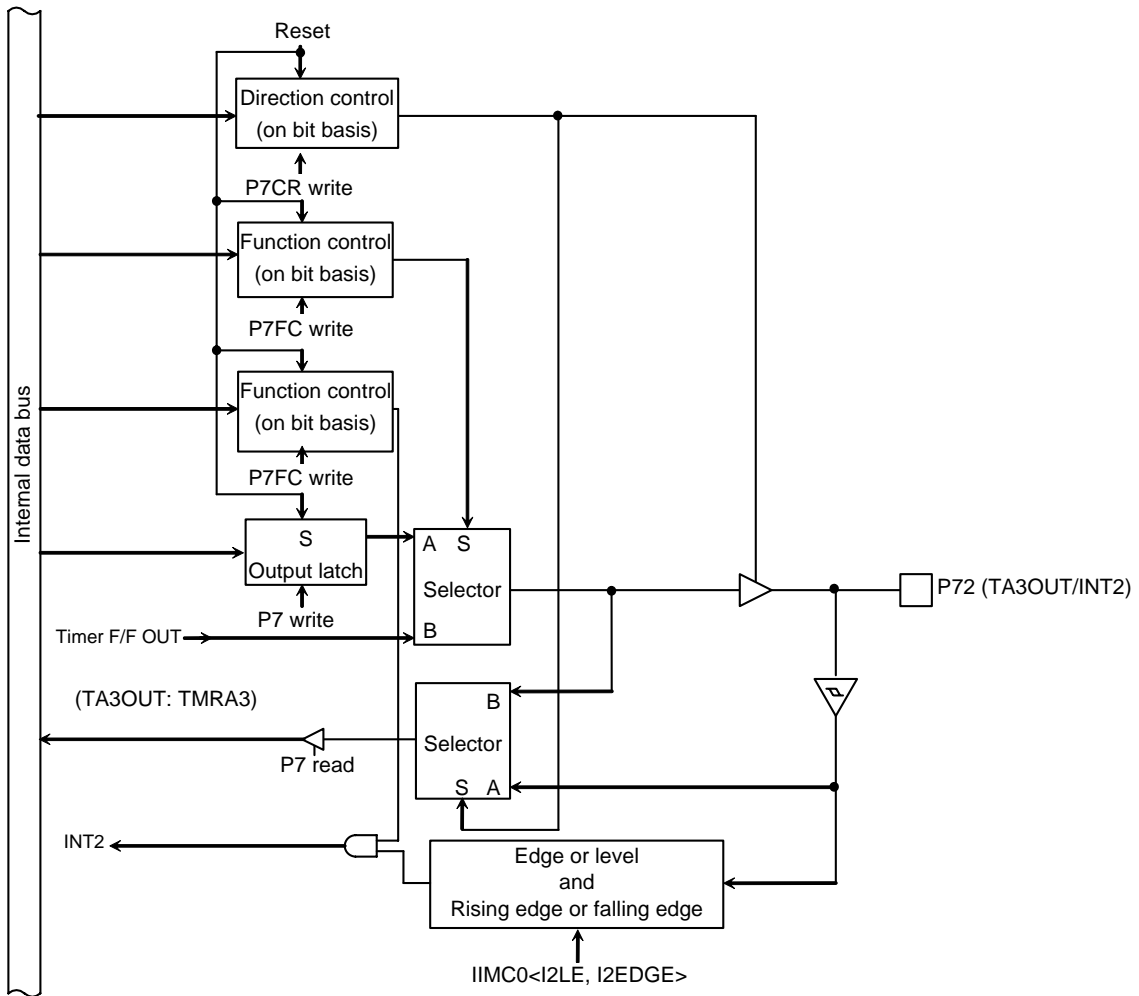 Reset
Direction control
(on bit basis)
P7CR write
Function control
(on bit basis)
P7FC write
Internal data bus
Function control
(on bit basis)
P7FC write
S
Output latch
P7 write
A S
Selector
B
Timer F/F OUT
P72 (TA3OUT/INT2)
(TA3OUT: TMRA3)
B
Selector
S A
P7 read
INT2
Edge or level
and
Rising edge or falling edge
IIMC0<I2LE, I2EDGE>